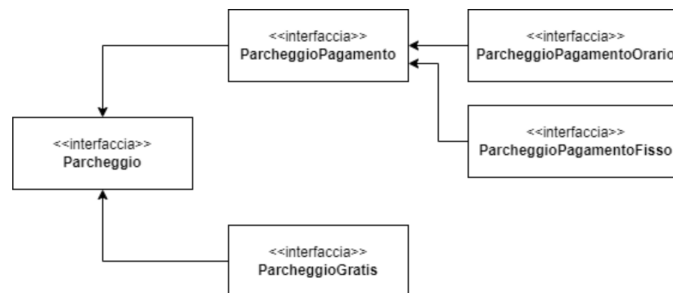 <<interfaccia>>
ParcheggioPagamento
<<interfaccia>>
ParcheggioPagamentoOrario
<<interfaccia>>
Parcheggio
<<interfaccia>>
ParcheggioPagamentoFisso
<<interfaccia>>
ParcheggioGratis